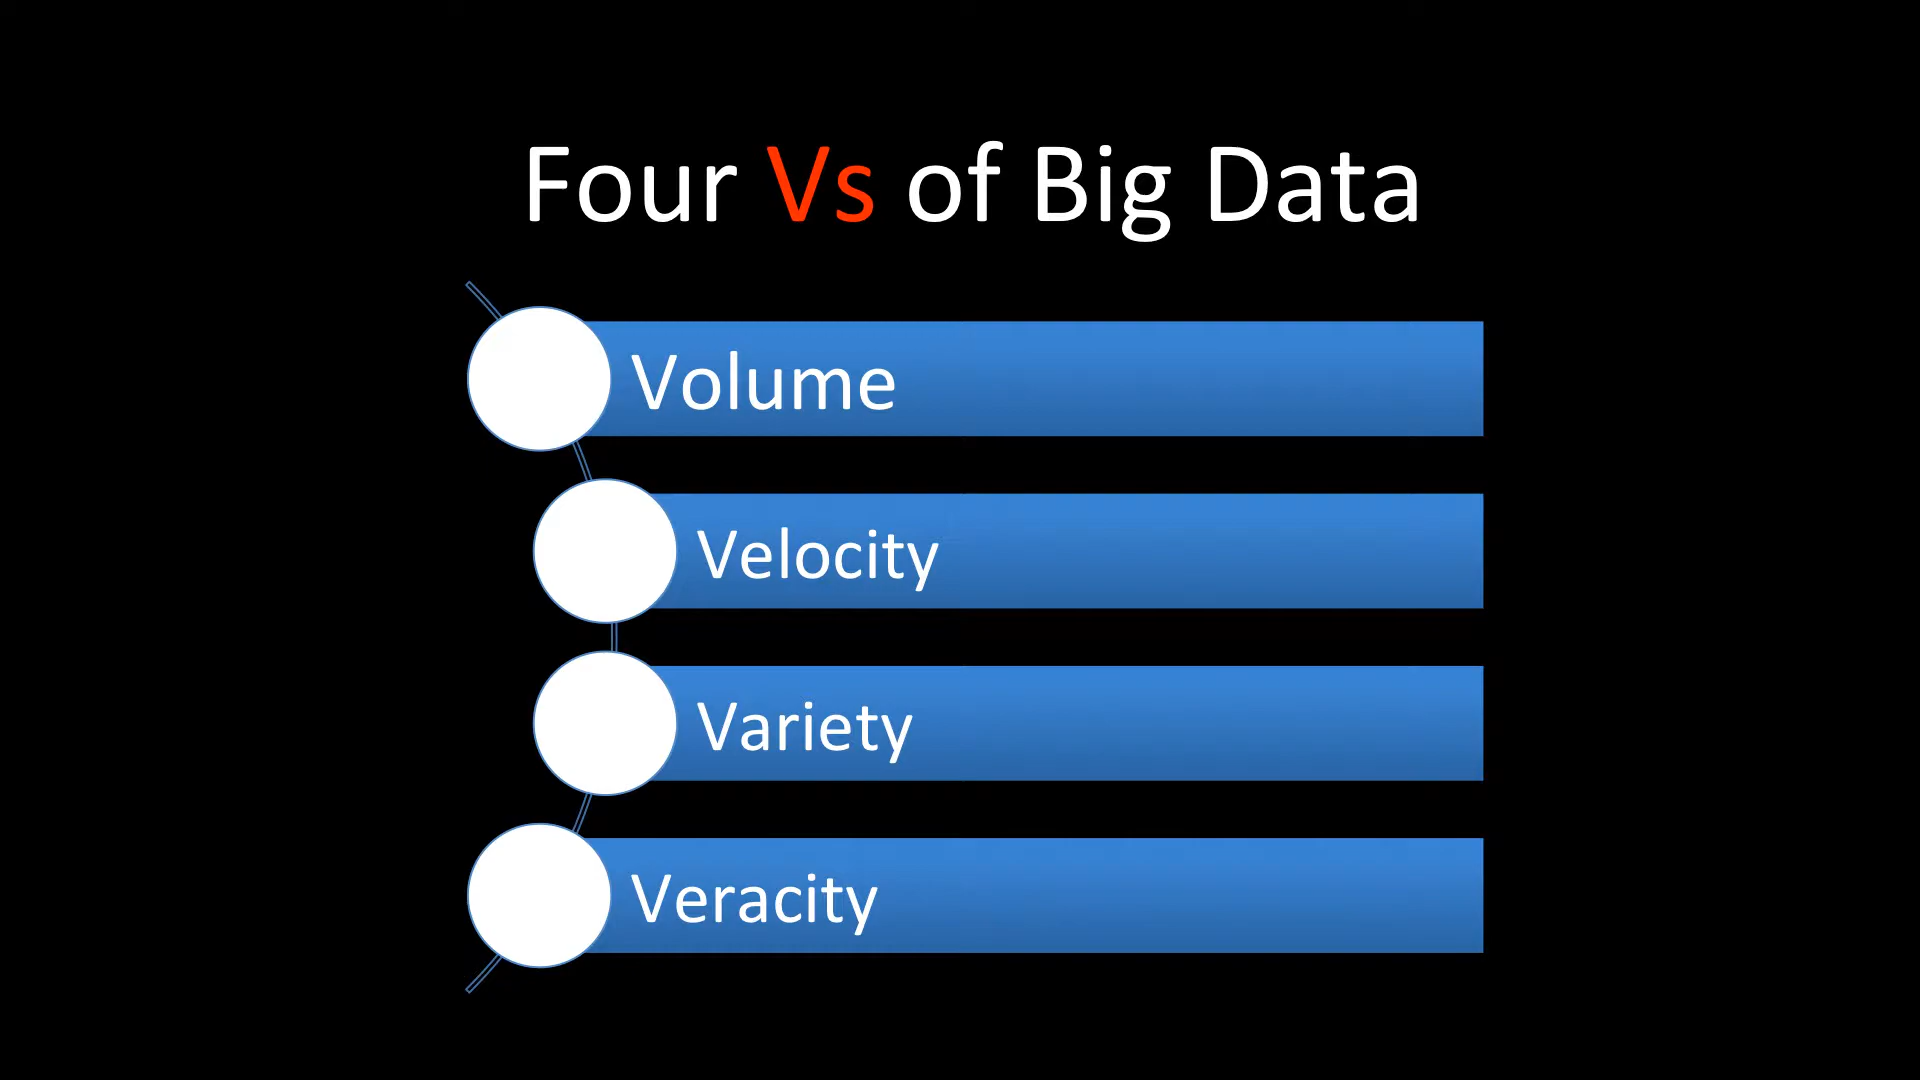 Four Vs of Big Data
Volume
Velocity
Variety
Veracity